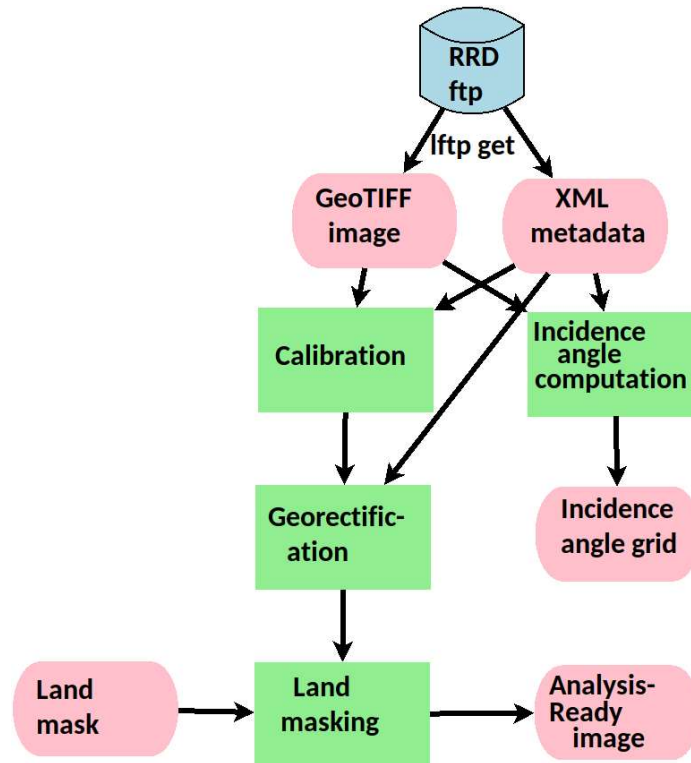 RRD
ftp
lftp get
GeoTIFF
image
XML
metadata
Calibration
Incidence
angle
computation
Georectific-
ation
Incidence
angle grid
Land
mask
Land
masking
Analysis-
Ready
image